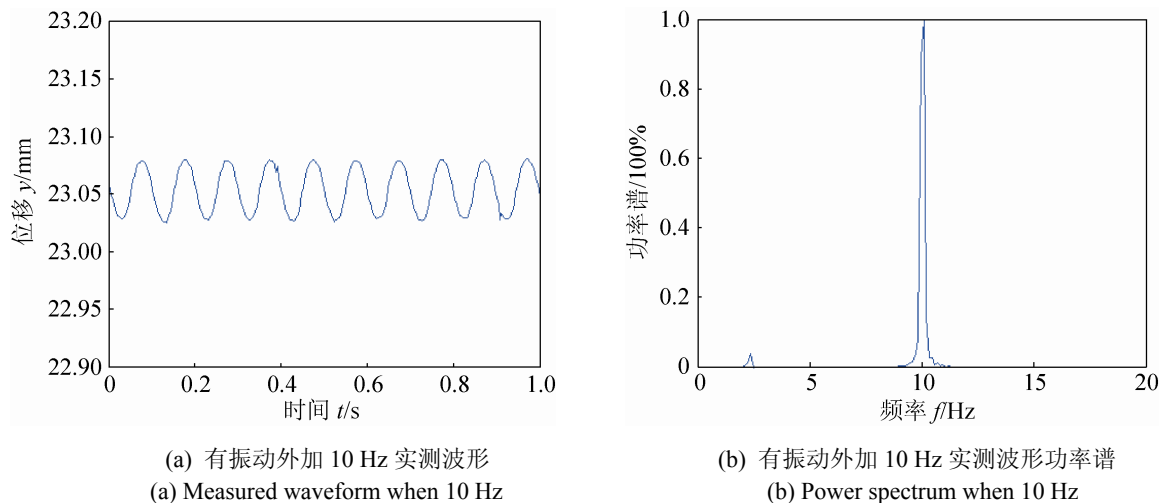 23.20
23.15
23.10
23.05
23.00
22.95
22.90
位移 y/mm
0 0.2 0.4 0.6 0.8 1.0
时间 t/s
(a) 有振动外加 10 Hz 实测波形
(a) Measured waveform when 10 Hz
1.0
0.8
0.6
0.4
0.2
0
功率谱/100%
0 5 10 15 20
频率 f/Hz
(b) 有振动外加 10 Hz 实测波形功率谱
(b) Power spectrum when 10 Hz